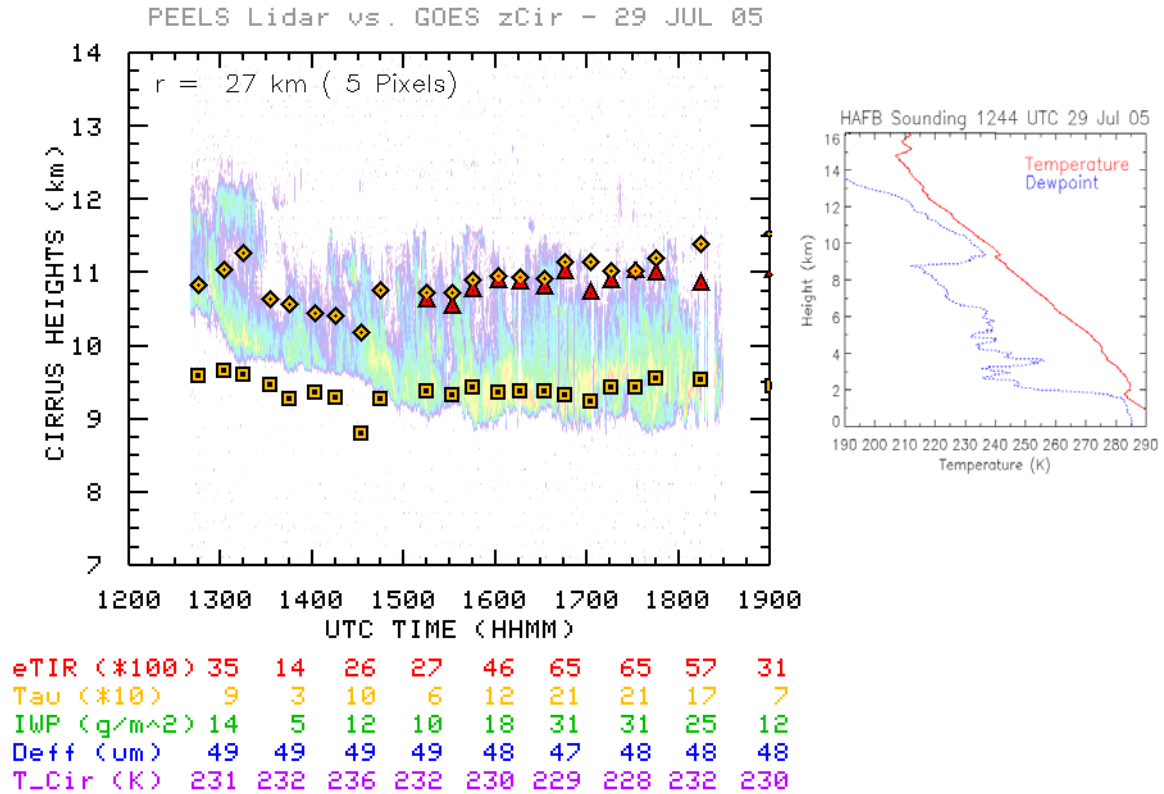 PEELS Lidar vs. GOES zCir - 29 JUL 05
14
r = 27 km ( 5 Pixels)
13
12
11
10
9
8
7
CIRRUS HEIGHTS (km)
1200 1300 1400 1500 1600 1700 1800 1900
UTC TIME (HHMM)
HAFB Sounding 1244 UTC 29 Jul 05
16
Temperature
Dewpoint
14
12
10
8
6
4
2
0
Height (km)
190 200 210 220 230 240 250 260 270 280 290
Temperature (K)
eTIR (*100) 35 14 26 27 46 65 65 57 31
Tau (*10) 9 3 10 6 12 21 21 17 7
IWP (g/m^2) 14 5 12 10 18 31 31 25 12
Deff (um) 49 49 49 49 48 47 48 48 48
T_Cir (K) 231 232 236 232 230 229 228 232 230